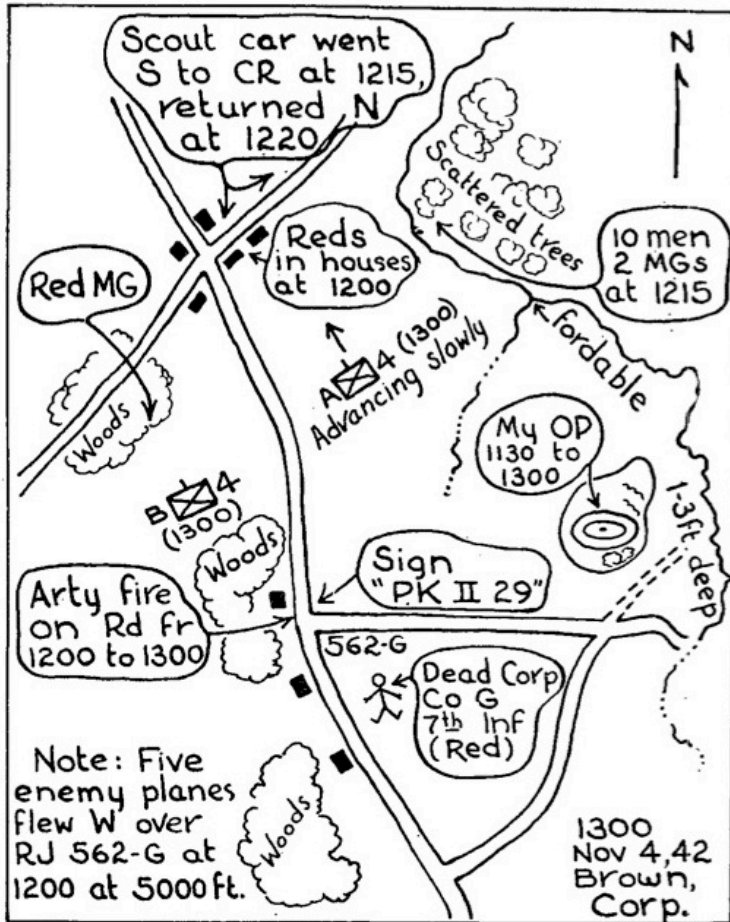 Scout car went
S to CR at 1215,
returned N
at 1220
N
Scattered trees
10 men
2 MGs
at 1215
Reds
in houses
at 1200
Red MG
fordable
A 4 (1300)
Advancing slowly
Woods
My OP
1130 to
1300
B 4
(1300)
Woods
1-3ft deep
Sign
"PK II 29"
Arty fire
on Rd fr
1200 to 1300
562-G
Dead Corp
Co G
7th Inf
(Red)
Note: Five
enemy planes
flew W over
RJ 562-G at
1200 at 5000 ft.
Woods
1300
Nov 4,42
Brown,
Corp.